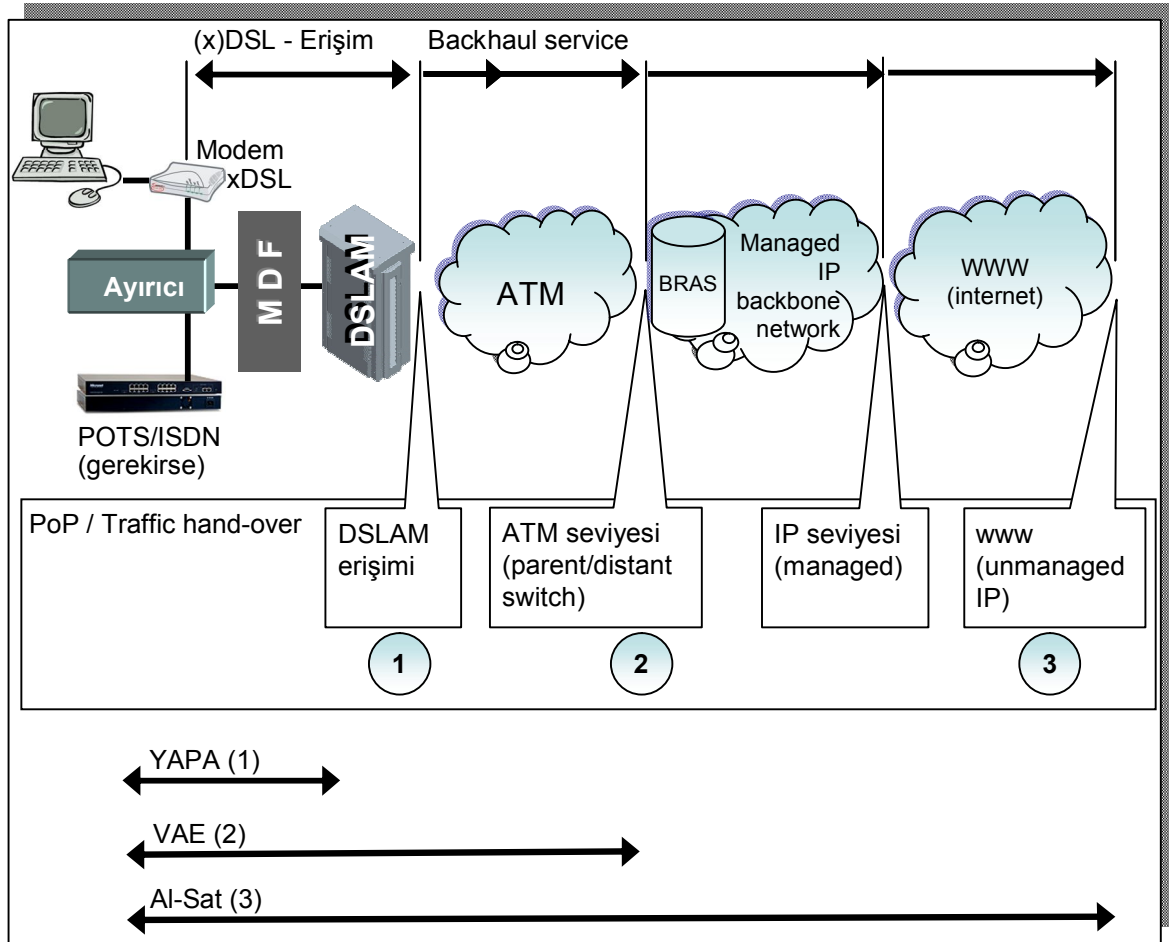 (x)DSL - Erişim
Backhaul service
Modem
xDSL
Ayırıcı
MDF
DSLAM
ATM
BRAS
Managed
IP
backbone
network
WWW
(internet)
POTS/ISDN
(gerekirse)
PoP / Traffic hand-over
DSLAM
erişimi
ATM seviyesi
(parent/distant
switch)
IP seviyesi
(managed)
www
(unmanaged
IP)
1
2
3
YAPA (1)
VAE (2)
Al-Sat (3)